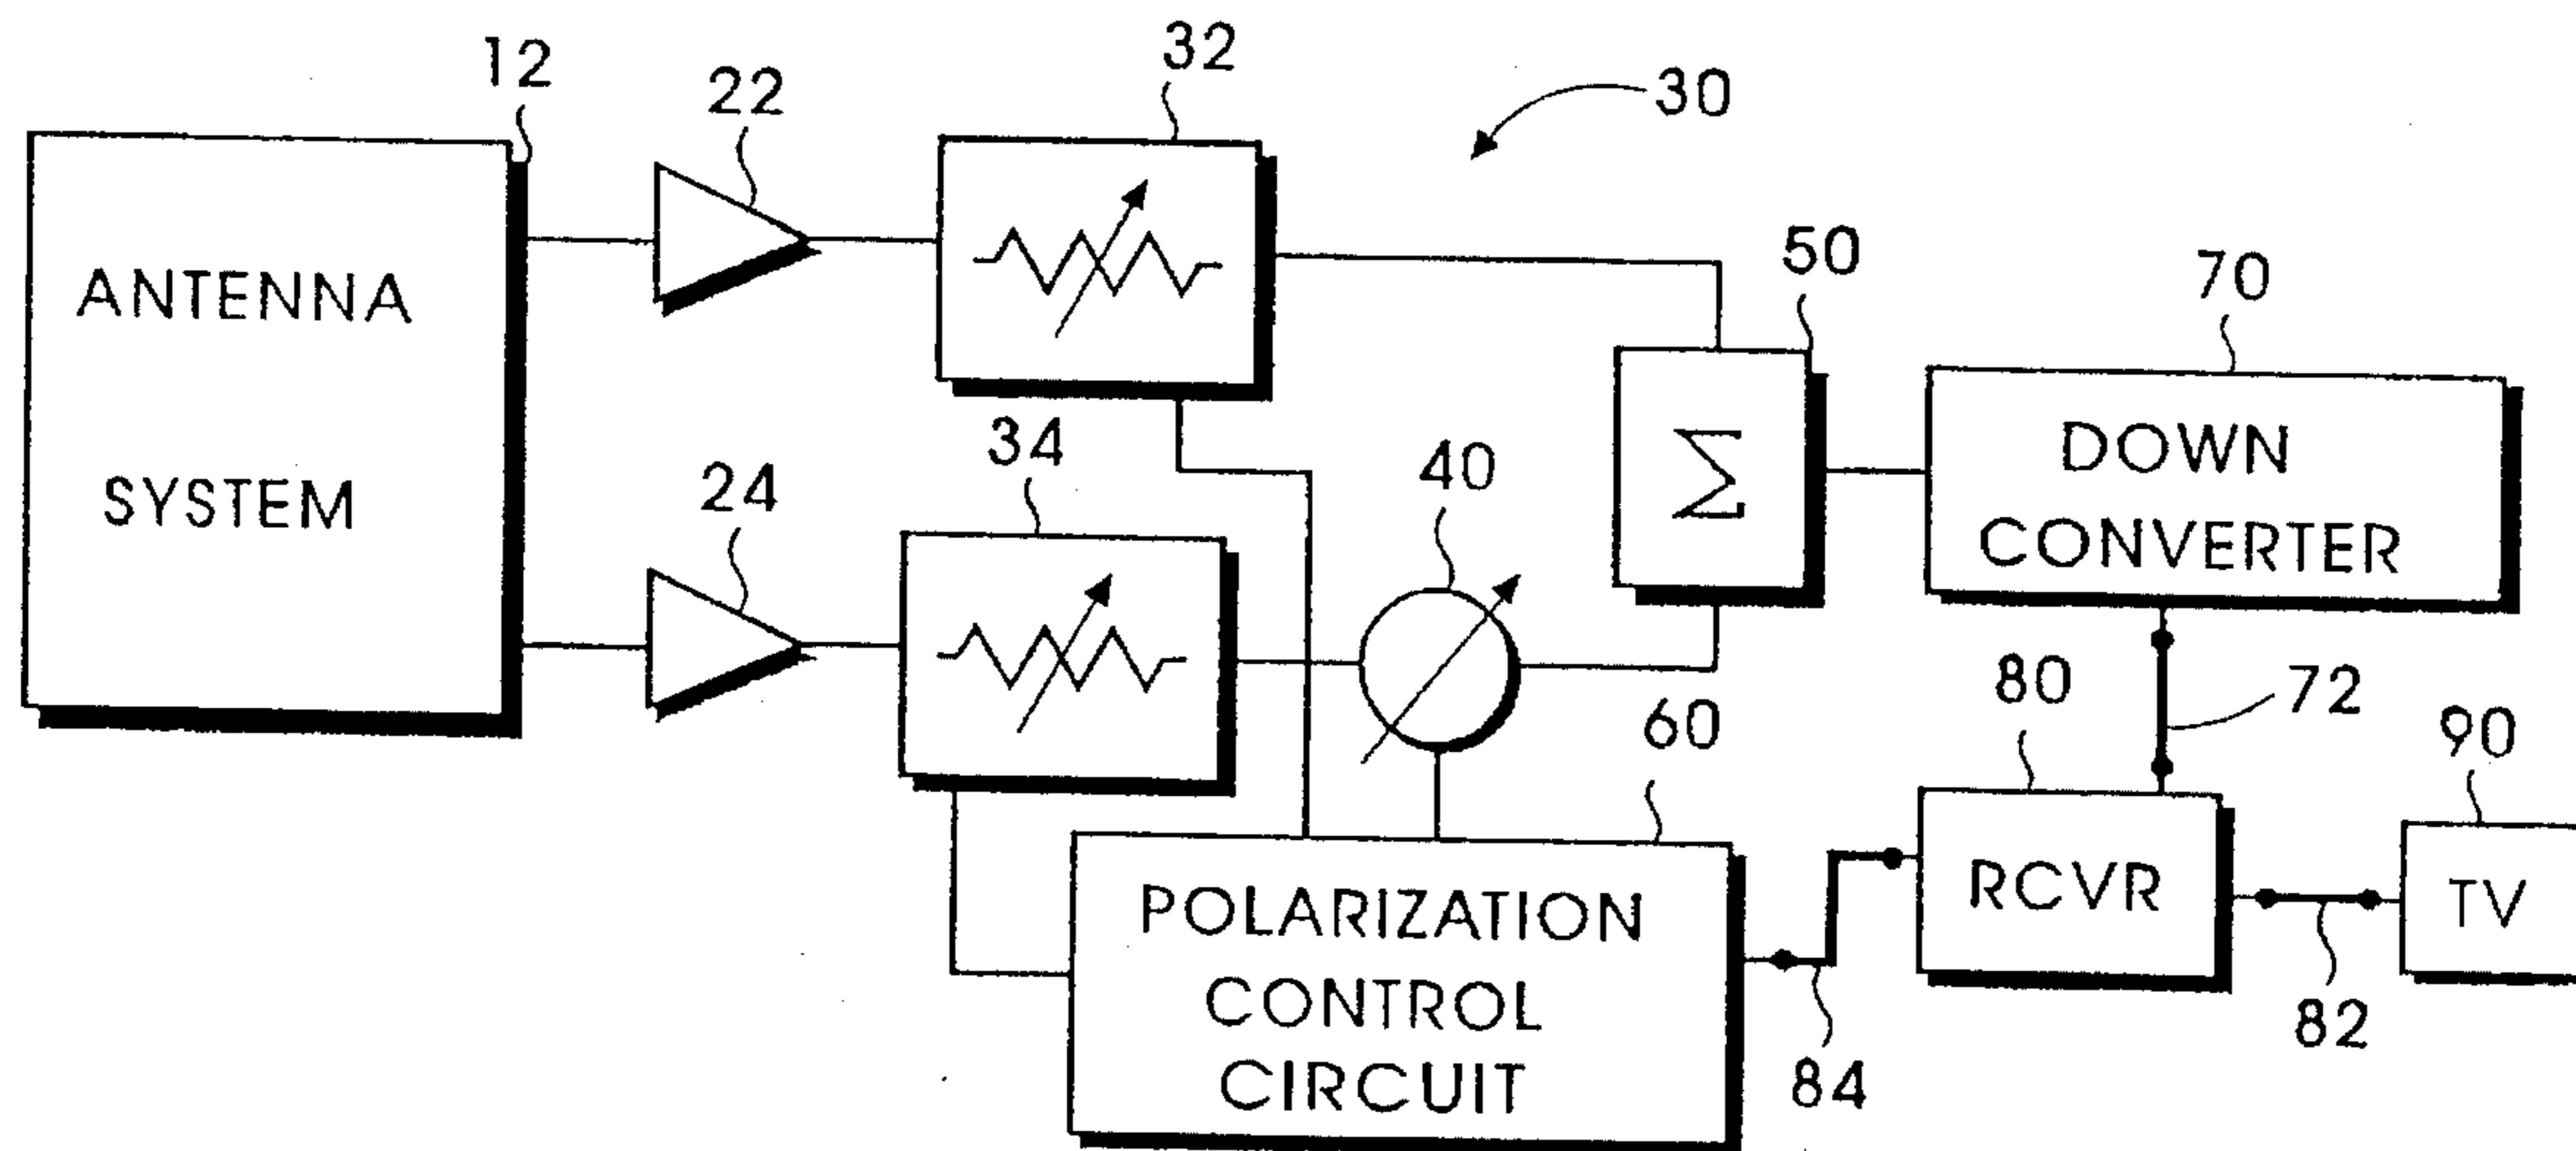 12
22
32
30
ANTENNA
SYSTEM
24
34
40
50
Σ
70
DOWN
CONVERTER
60
POLARIZATION
CONTROL
CIRCUIT
84
80
RCVR
72
82
90
TV